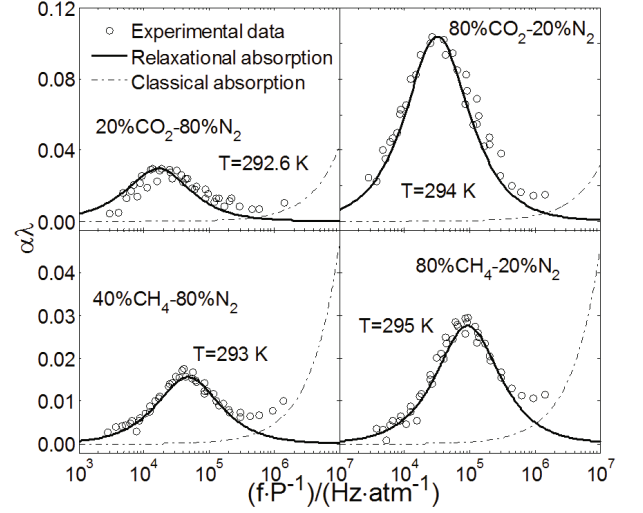 0.12
0.08
0.04
0.00
Experimental data
Relaxational absorption
Classical absorption
20%CO2-80%N2
T=292.6 K
80%CO2-20%N2
T=294 K
αλ
0.04
0.03
0.02
0.01
0.00
40%CH4-80%N2
T=293 K
80%CH4-20%N2
T=295 K
10^3 10^4 10^5 10^6 10^7 10^4 10^5 10^6 10^7
(f·P^-1)/(Hz·atm^-1)